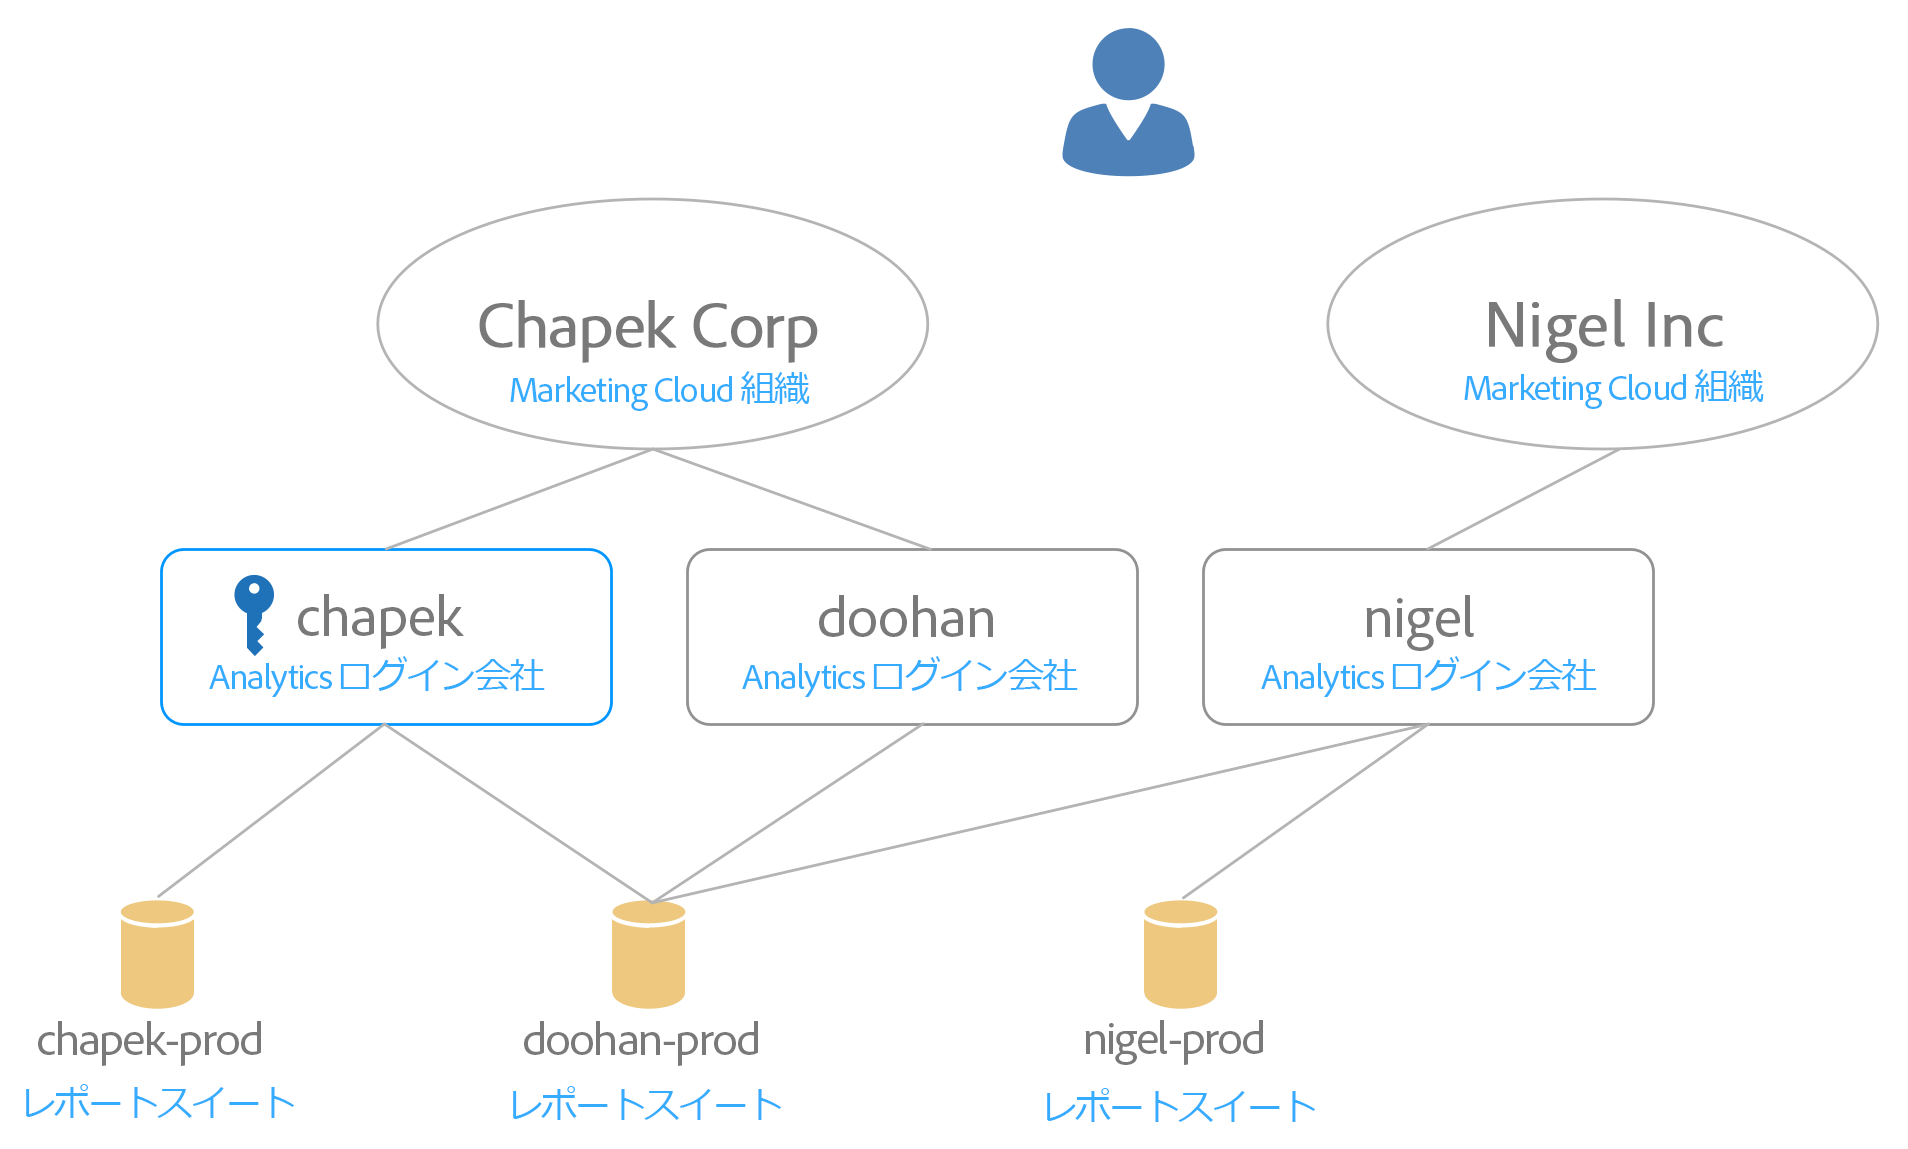 Chapek Corp
Marketing Cloud 組織
Nigel Inc
Marketing Cloud 組織
chapek
Analytics ログイン会社
doohan
Analytics ログイン会社
nigel
Analytics ログイン会社
chapek-prod
レポートスイート
doohan-prod
レポートスイート
nigel-prod
レポートスイート